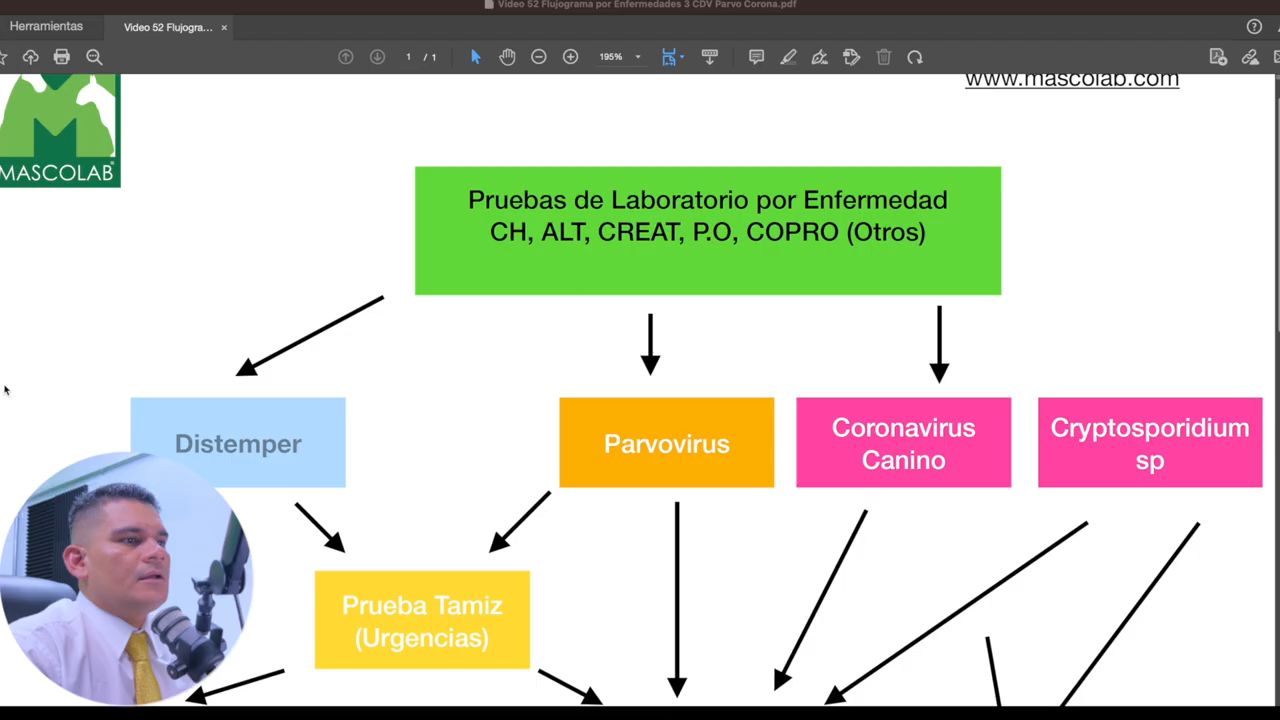 Video 52 Flujograma por Enfermedades 3 CDV Parvo Corona.pdf
Herramientas
Video 52 Flujogra... ×
1 / 1
195%
www.mascolab.com
MASCOLAB®
Pruebas de Laboratorio por Enfermedad
CH, ALT, CREAT, P.O, COPRO (Otros)
Distemper
Parvovirus
Coronavirus
Canino
Cryptosporidium
sp
Prueba Tamiz
(Urgencias)